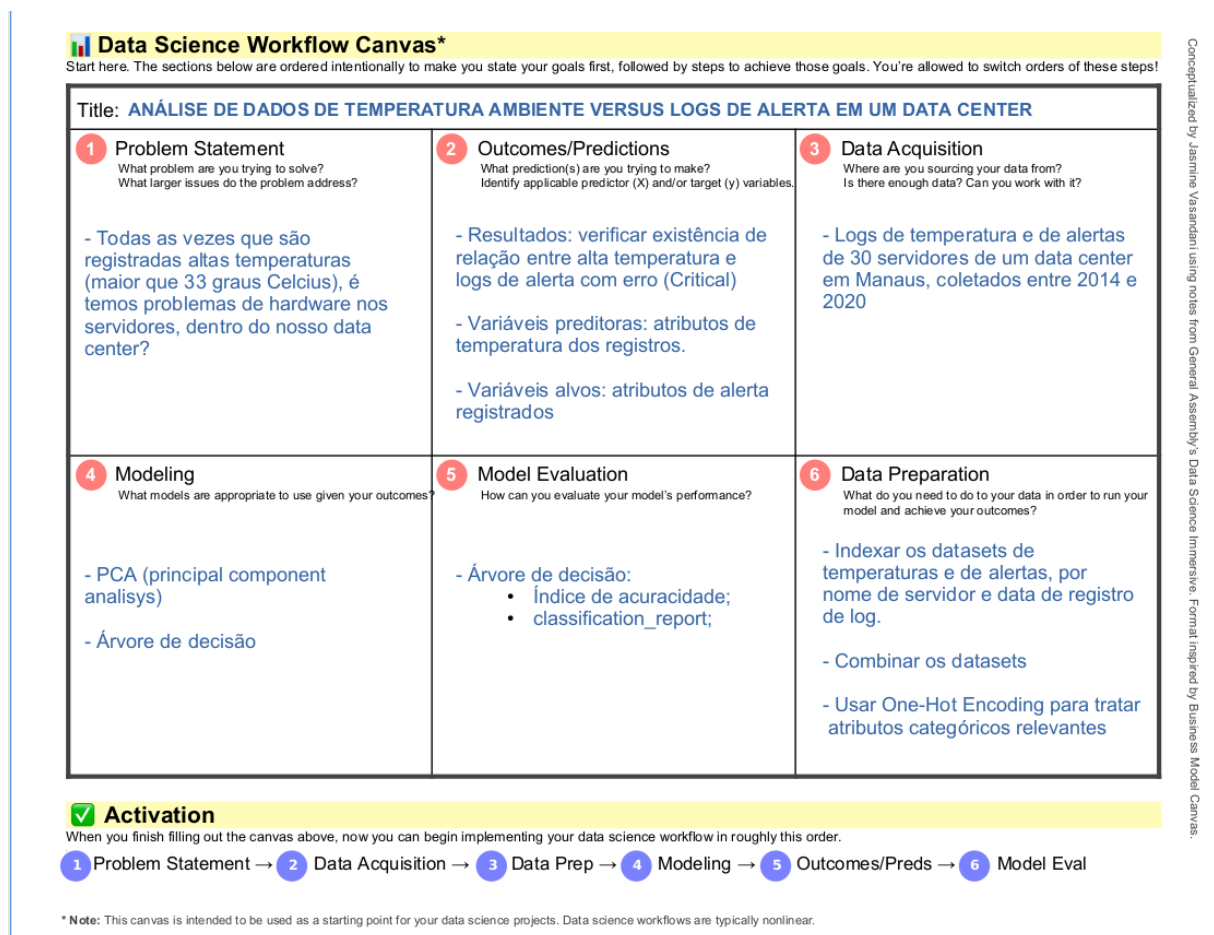 📊 Data Science Workflow Canvas*
Start here. The sections below are ordered intentionally to make you state your goals first, followed by steps to achieve those goals. You're allowed to switch orders of these steps!
Title: ANÁLISE DE DADOS DE TEMPERATURA AMBIENTE VERSUS LOGS DE ALERTA EM UM DATA CENTER
1 Problem Statement
What problem are you trying to solve?
What larger issues do the problem address?
- Todas as vezes que são
registradas altas temperaturas
(maior que 33 graus Celcius), é
temos problemas de hardware nos
servidores, dentro do nosso data
center?
2 Outcomes/Predictions
What prediction(s) are you trying to make?
Identify applicable predictor (X) and/or target (y) variables.
- Resultados: verificar existência de
relação entre alta temperatura e
logs de alerta com erro (Critical)
- Variáveis preditoras: atributos de
temperatura dos registros.
- Variáveis alvos: atributos de alerta
registrados
3 Data Acquisition
Where are you sourcing your data from?
Is there enough data? Can you work with it?
- Logs de temperatura e de alertas
de 30 servidores de um data center
em Manaus, coletados entre 2014 e
2020
4 Modeling
What models are appropriate to use given your outcomes?
- PCA (principal component
analisys)
- Árvore de decisão
5 Model Evaluation
How can you evaluate your model's performance?
- Árvore de decisão:
• Índice de acuracidade;
• classification_report;
6 Data Preparation
What do you need to do to your data in order to run your
model and achieve your outcomes?
- Indexar os datasets de
temperaturas e de alertas, por
nome de servidor e data de registro
de log.
- Combinar os datasets
- Usar One-Hot Encoding para tratar
atributos categóricos relevantes
✅ Activation
When you finish filling out the canvas above, now you can begin implementing your data science workflow in roughly this order.
1 Problem Statement → 2 Data Acquisition → 3 Data Prep → 4 Modeling → 5 Outcomes/Preds → 6 Model Eval
* Note: This canvas is intended to be used as a starting point for your data science projects. Data science workflows are typically nonlinear.
Conceptualized by Jasmine Vasandani using notes from General Assembly's Data Science Immersive. Format inspired by Business Model Canvas.